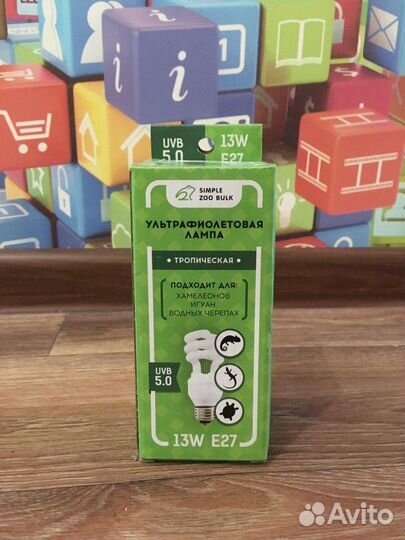 UVB
5.0
13W
E27
SIMPLE
ZOO BULK
УЛЬТРАФИОЛЕТОВАЯ
ЛАМПА
• ТРОПИЧЕСКАЯ •
ПОДХОДИТ ДЛЯ:
ХАМЕЛЕОНОВ
ИГУАН
ВОДНЫХ ЧЕРЕПАХ
UVB
5.0
13W E27
Avito